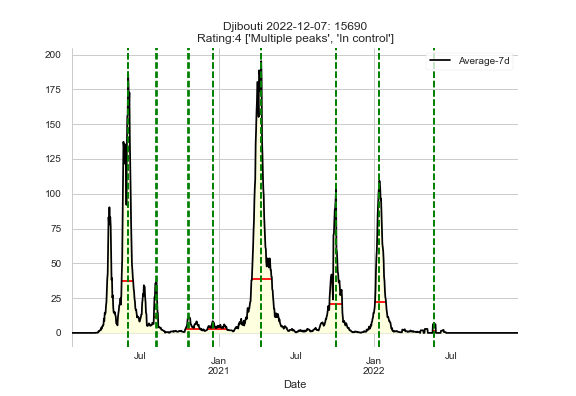 Djibouti 2022-12-07: 15690
Rating:4 ['Multiple peaks', 'In control']
Average-7d
200
175
150
125
100
75
50
25
0
Jul
Jan
2021
Jul
Jan
2022
Jul
Date